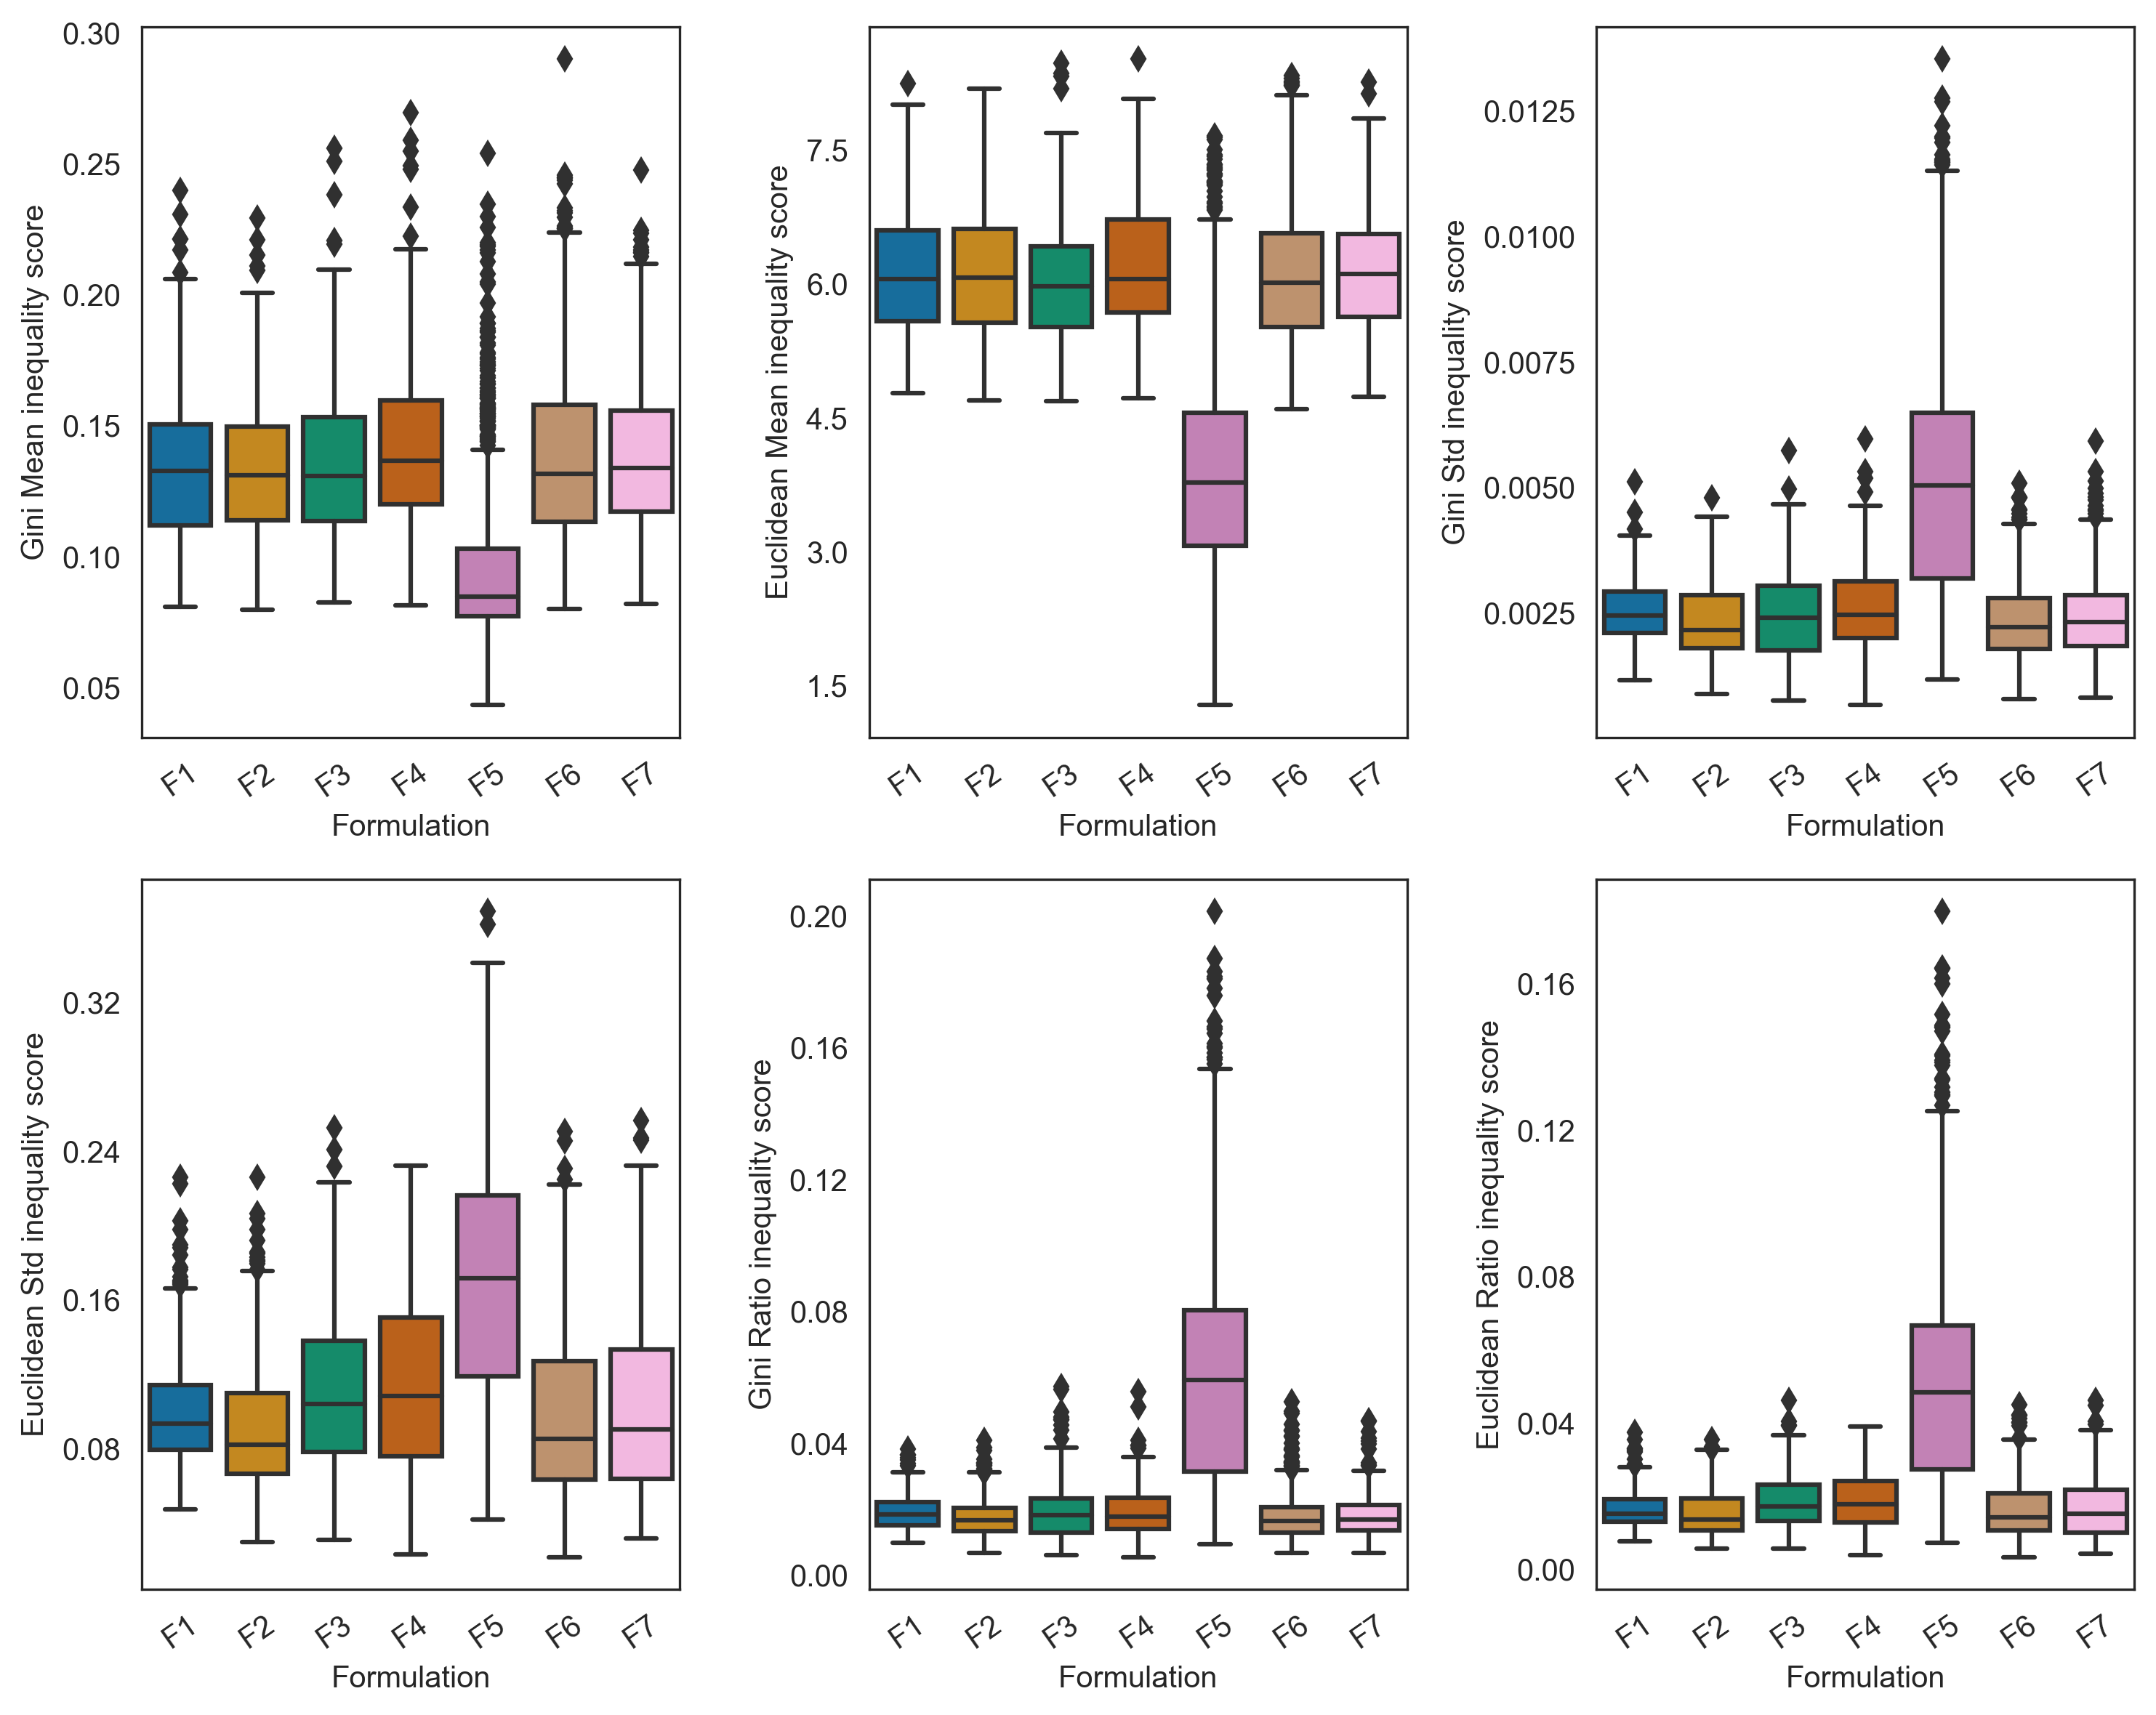 0.30
0.25
0.20
0.15
0.10
0.05
Gini Mean inequality score
F1 F2 F3 F4 F5 F6 F7
Formulation
7.5
6.0
4.5
3.0
1.5
Euclidean Mean inequality score
F1 F2 F3 F4 F5 F6 F7
Formulation
0.0125
0.0100
0.0075
0.0050
0.0025
Gini Std inequality score
F1 F2 F3 F4 F5 F6 F7
Formulation
0.32
0.24
0.16
0.08
Euclidean Std inequality score
F1 F2 F3 F4 F5 F6 F7
Formulation
0.20
0.16
0.12
0.08
0.04
0.00
Gini Ratio inequality score
F1 F2 F3 F4 F5 F6 F7
Formulation
0.16
0.12
0.08
0.04
0.00
Euclidean Ratio inequality score
F1 F2 F3 F4 F5 F6 F7
Formulation